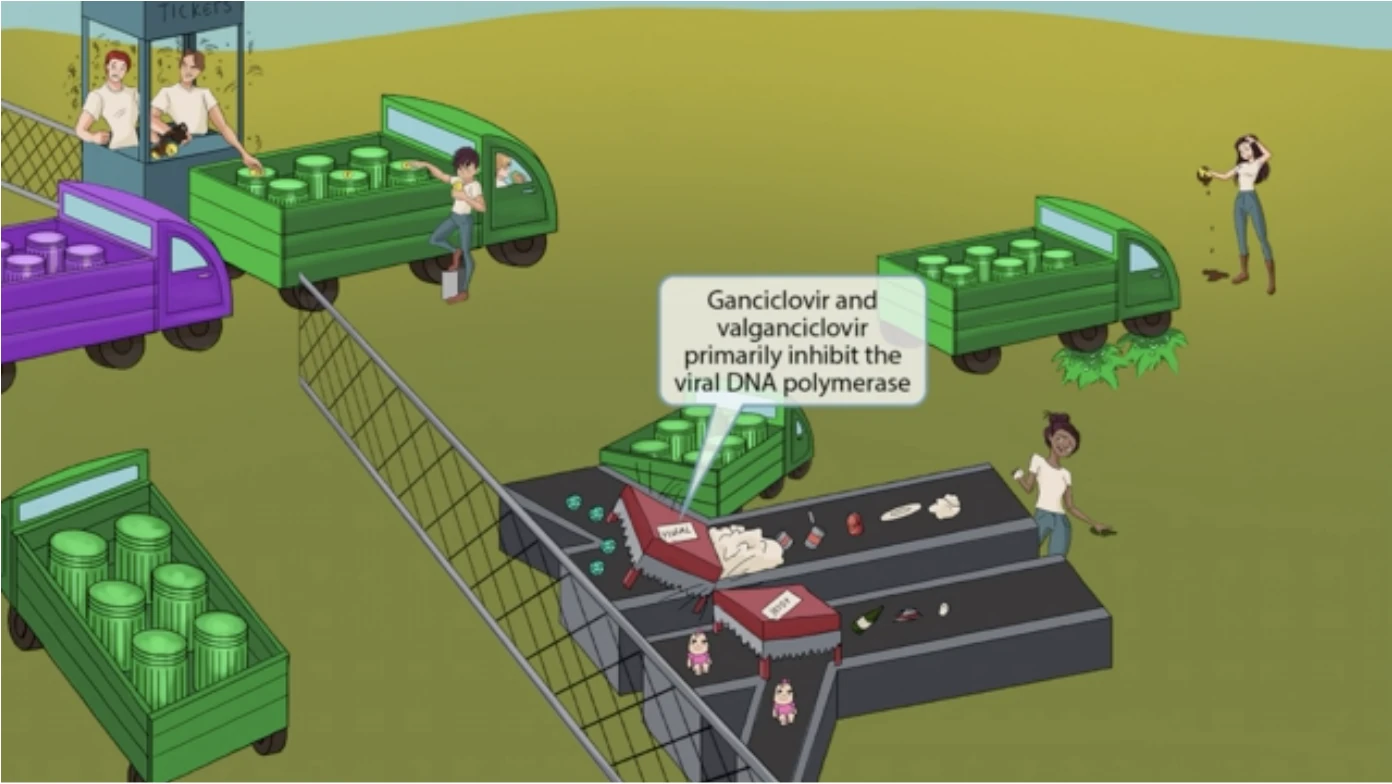 TICKETS
Ganciclovir and
valganciclovir
primarily inhibit the
viral DNA polymerase
VIRAL
HOST